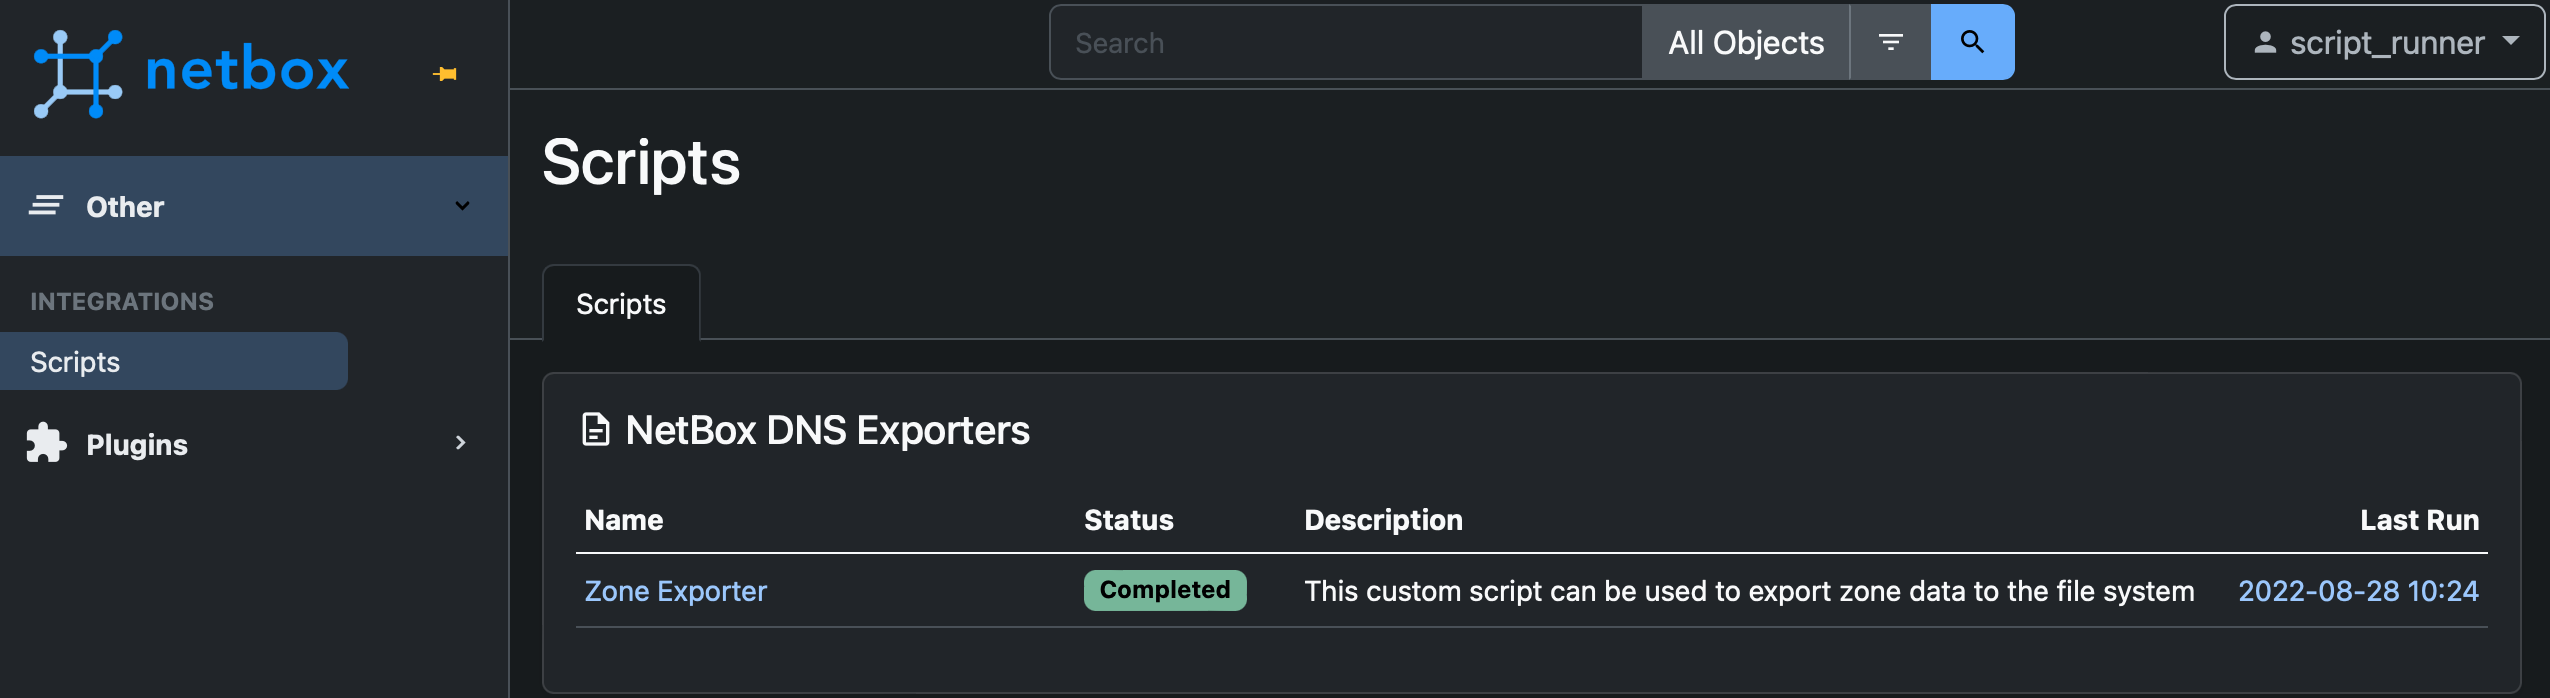 netbox
Search
All Objects
script_runner
Other
INTEGRATIONS
Scripts
Plugins
Scripts
Scripts
NetBox DNS Exporters
Name Status Description Last Run
Zone Exporter Completed This custom script can be used to export zone data to the file system 2022-08-28 10:24